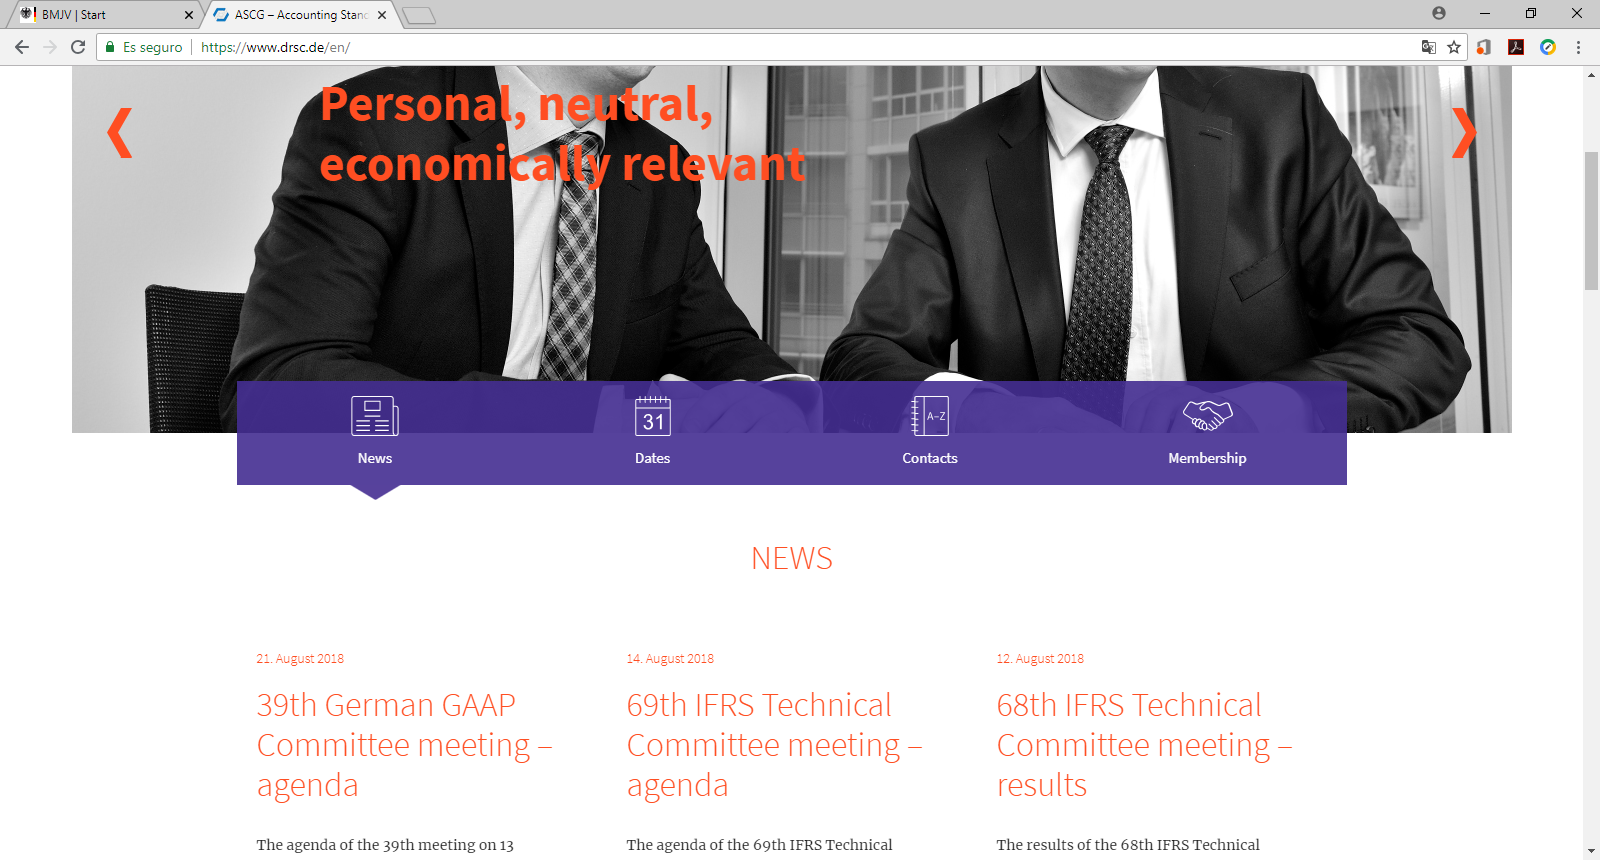 BMJV | Start
ASCG – Accounting Stand
Es seguro
https://www.drsc.de/en/
Personal, neutral,
economically relevant
31
A-Z
News
Dates
Contacts
Membership
NEWS
21. August 2018
39th German GAAP
Committee meeting –
agenda
The agenda of the 39th meeting on 13
14. August 2018
69th IFRS Technical
Committee meeting –
agenda
The agenda of the 69th IFRS Technical
12. August 2018
68th IFRS Technical
Committee meeting –
results
The results of the 68th IFRS Technical